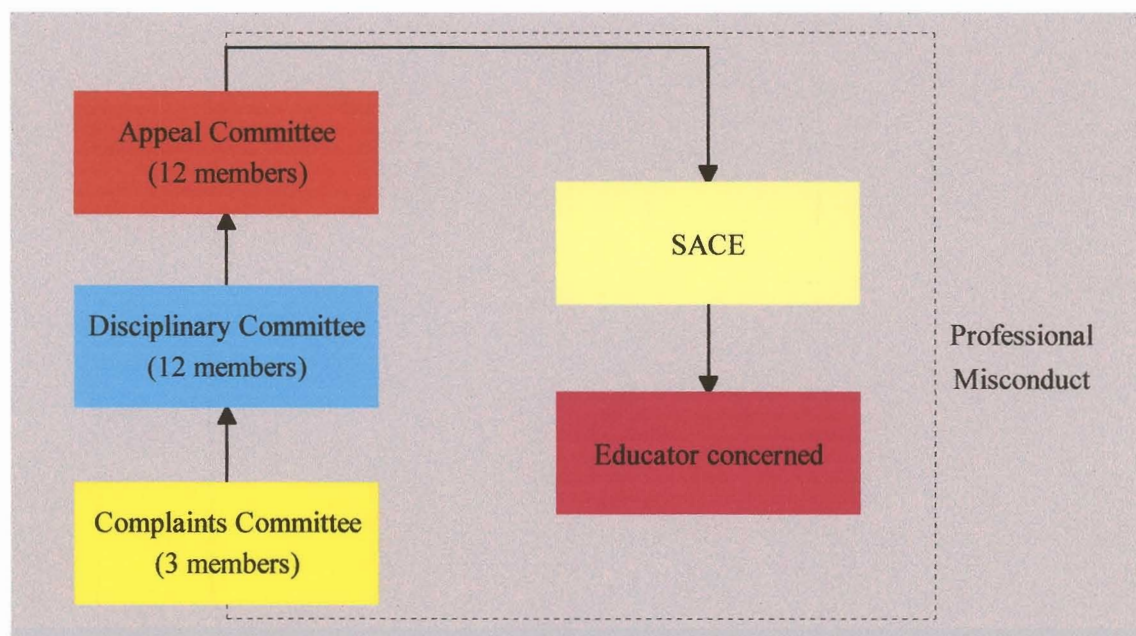 Appeal Committee
(12 members)
SACE
Disciplinary Committee
(12 members)
Professional
Misconduct
Educator concerned
Complaints Committee
(3 members)